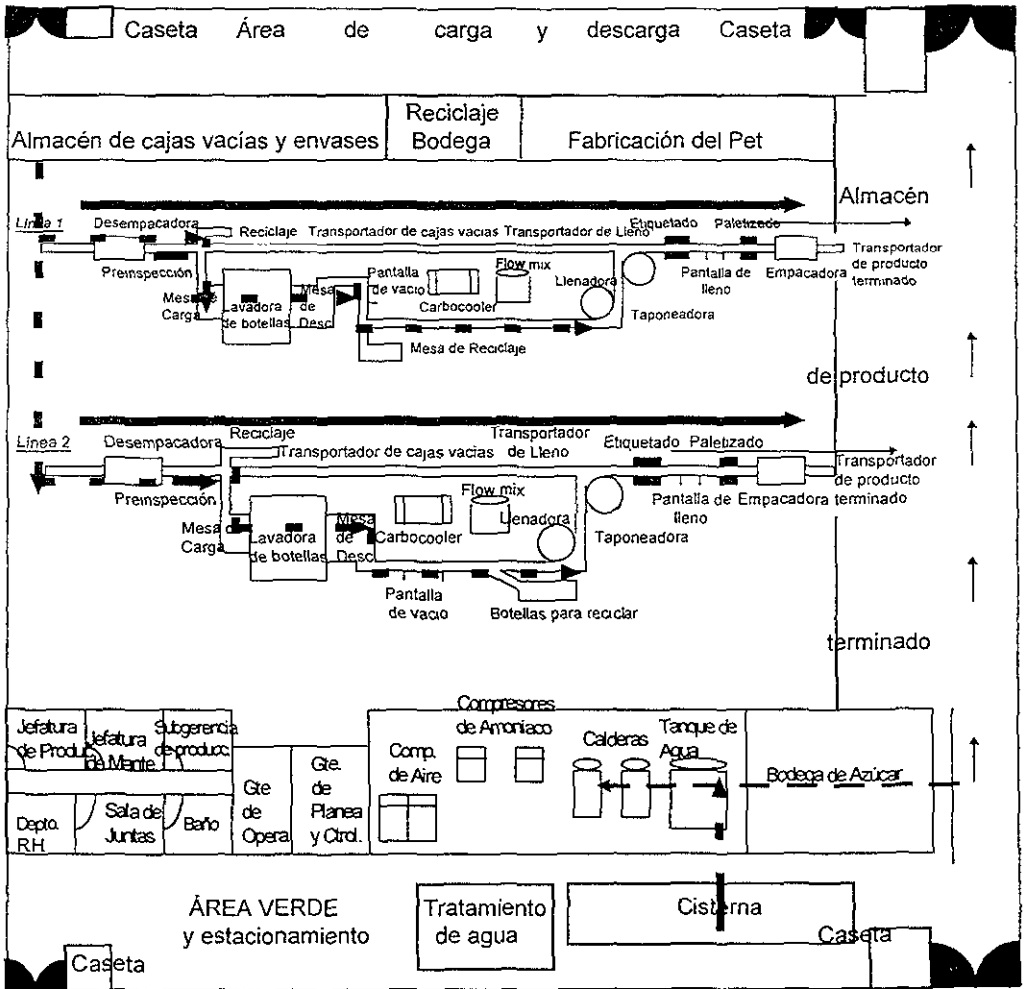 Caseta Área de carga y descarga Caseta
Almacén de cajas vacías y envases
Reciclaje
Bodega
Fabricación del Pet
Almacén
Línea 1
Desempacadora
Reciclaje
Transportador de cajas vacias
Transportador de Lleno
Etiquetado
Paletizado
Transportador
de producto
terminado
Preinspección
Pantalla de
lleno
Empacadora
Mesa de
Carga
Lavadora
de botellas
Mesa
de
Desc
Pantalla
de vacio
Carbocooler
Flow mix
Llenadora
Taponeadora
Mesa de Reciclaje
de producto
Línea 2
Desempacadora
Reciclaje
Transportador de cajas vacias
Transportador
de Lleno
Etiquetado
Paletizado
Transportador
de producto
terminado
Preinspección
Pantalla de
lleno
Empacadora
Mesa de
Carga
Lavadora
de botellas
Mesa
de
Desc
Carbocooler
Flow mix
Llenadora
Taponeadora
Pantalla
de vacio
Botellas para reciclar
terminado
Jefatura
de Produc
Jefatura
de Mante
Subgerencia
de producc.
Depto.
RH
Sala de
Juntas
Baño
Gte
de
Opera
Gte.
de
Planea
y Ctrol.
Comp.
de Aire
Compresores
de Amoniaco
Calderas
Tanque de
Agua
Bodega de Azúcar
ÁREA VERDE
y estacionamiento
Tratamiento
de agua
Cisterna
Caseta
Caseta